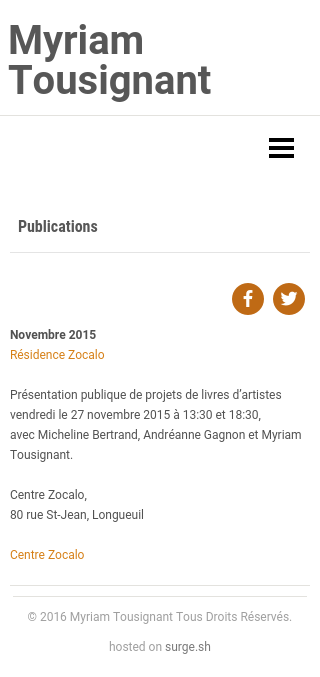 Myriam
Tousignant
Publications
Novembre 2015
Résidence Zocalo
Présentation publique de projets de livres d’artistes
vendredi le 27 novembre 2015 à 13:30 et 18:30,
avec Micheline Bertrand, Andréanne Gagnon et Myriam
Tousignant.
Centre Zocalo,
80 rue St-Jean, Longueuil
Centre Zocalo
© 2016 Myriam Tousignant Tous Droits Réservés.
hosted on surge.sh